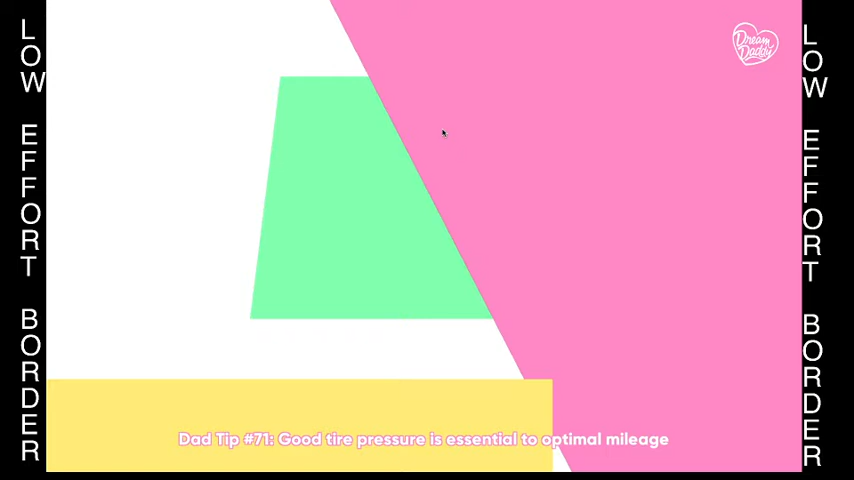 LOW EFFORT BORDER
Dream
Daddy
LOW EFFORT BORDER
Dad Tip #71: Good tire pressure is essential to optimal mileage